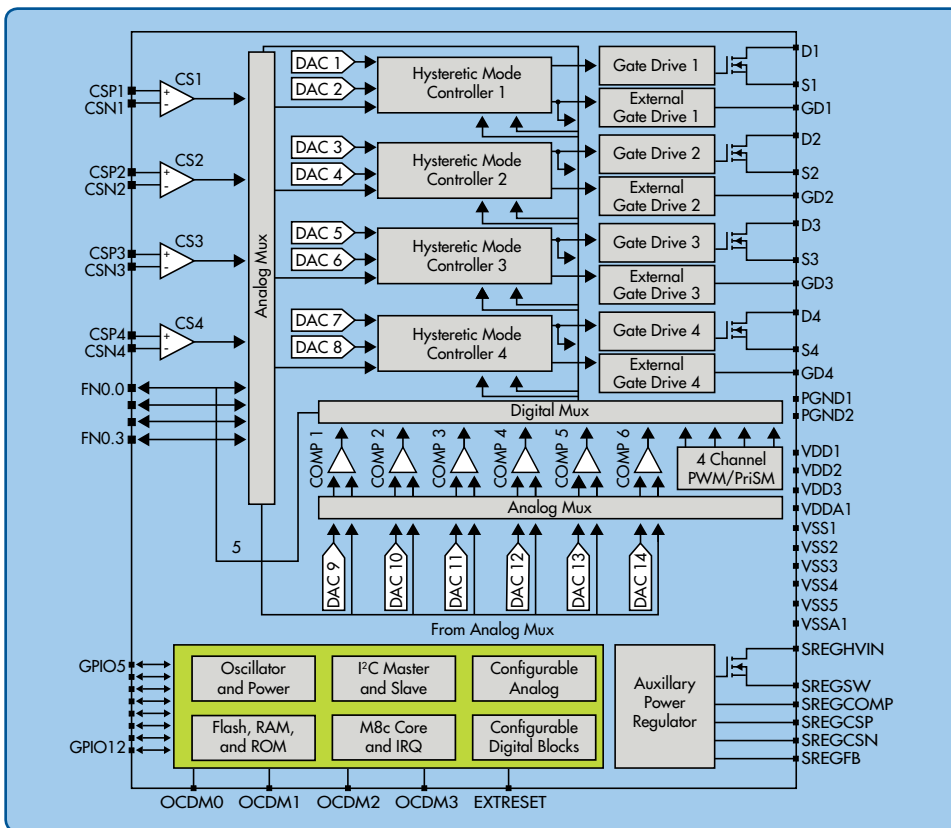 CSP1
CSN1
CS1
+
-
CSP2
CSN2
CS2
+
-
CSP3
CSN3
CS3
+
-
CSP4
CSN4
CS4
+
-
FN0.0
FN0.3
Analog Mux
DAC 1
DAC 2
Hysteretic Mode
Controller 1
Gate Drive 1
External
Gate Drive 1
D1
S1
GD1
DAC 3
DAC 4
Hysteretic Mode
Controller 2
Gate Drive 2
External
Gate Drive 2
D2
S2
GD2
DAC 5
DAC 6
Hysteretic Mode
Controller 3
Gate Drive 3
External
Gate Drive 3
D3
S3
GD3
DAC 7
DAC 8
Hysteretic Mode
Controller 4
Gate Drive 4
External
Gate Drive 4
D4
S4
GD4
PGND1
PGND2
VDD1
VDD2
VDD3
VDDA1
VSS1
VSS2
VSS3
VSS4
VSS5
VSSA1
Digital Mux
COMP 1
COMP 2
COMP 3
COMP 4
COMP 5
COMP 6
4 Channel
PWM/PriSM
Analog Mux
5
DAC 9
DAC 10
DAC 11
DAC 12
DAC 13
DAC 14
From Analog Mux
GPIO5
GPIO12
Oscillator
and Power
I²C Master
and Slave
Configurable
Analog
Flash, RAM,
and ROM
M8c Core
and IRQ
Configurable
Digital Blocks
Auxillary
Power
Regulator
SREGHVIN
SREGSW
SREGCOMP
SREGCSP
SREGCSN
SREGFB
OCDM0
OCDM1
OCDM2
OCDM3
EXTRESET